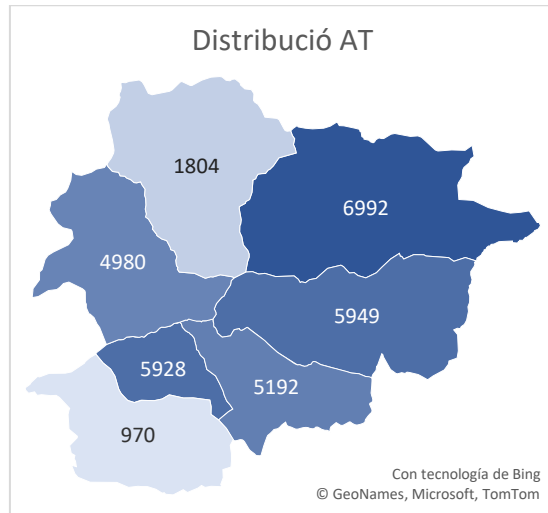 Distribució AT
1804
6992
4980
5949
5928
5192
970
Con tecnología de Bing
© GeoNames, Microsoft, TomTom